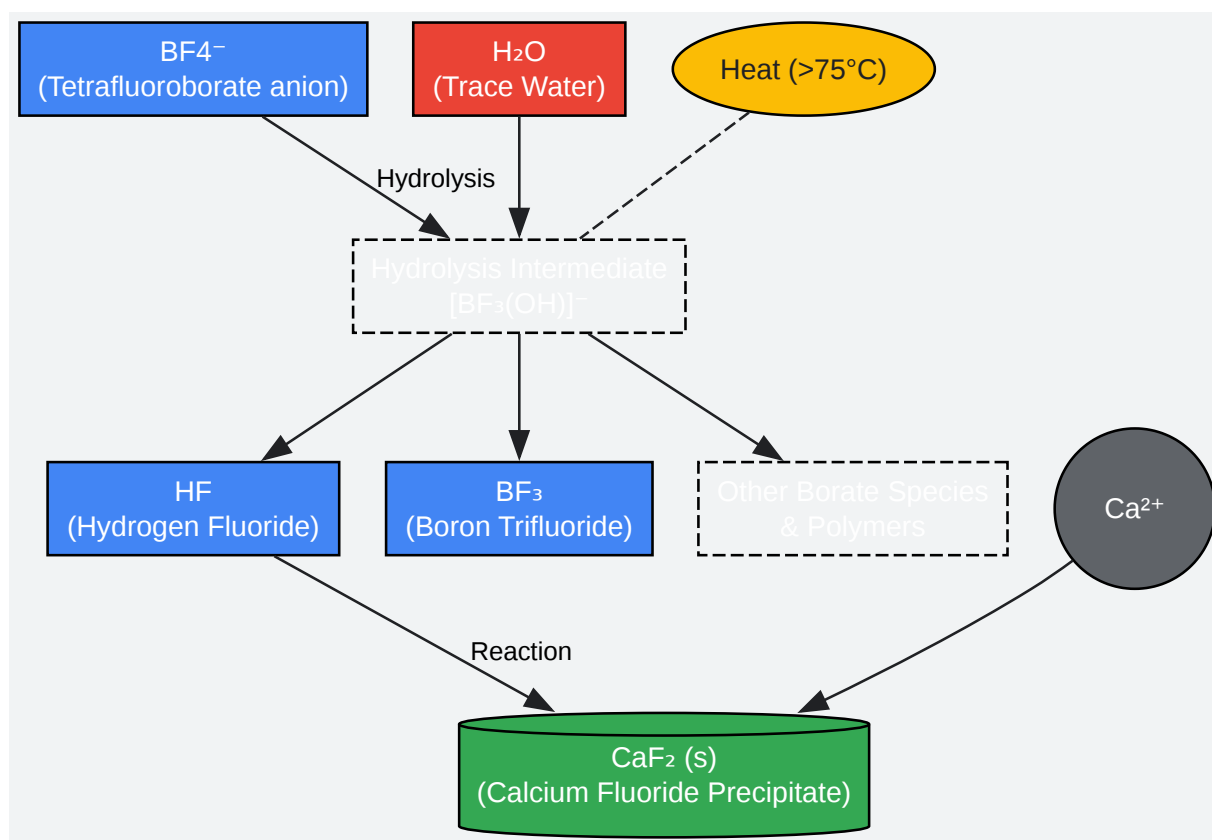 BF4⁻
(Tetrafluoroborate anion)
H₂O
(Trace Water)
Heat (>75°C)
Hydrolysis
Hydrolysis Intermediate
[BF₃(OH)]⁻
HF
(Hydrogen Fluoride)
BF₃
(Boron Trifluoride)
Other Borate Species
& Polymers
Ca²⁺
Reaction
CaF₂ (s)
(Calcium Fluoride Precipitate)